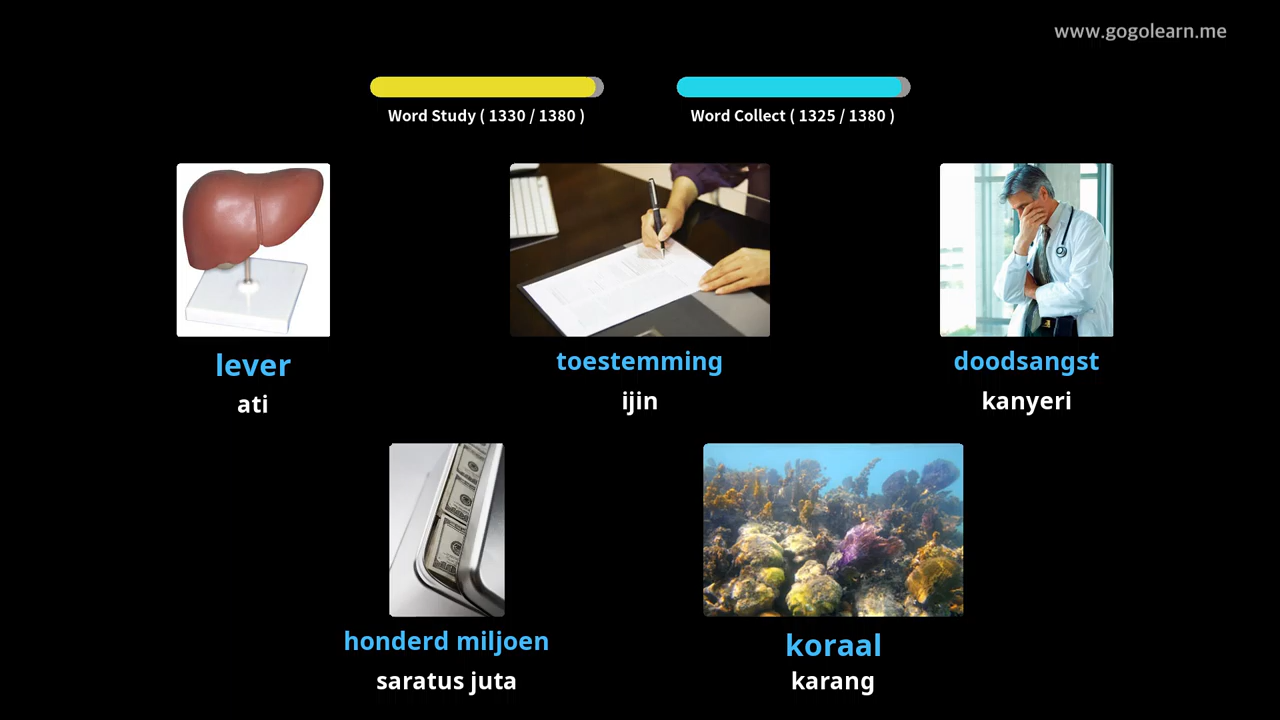 www.gogolearn.me
Word Study ( 1330 / 1380 )
Word Collect ( 1325 / 1380 )
lever
ati
toestemming
ijin
doodsangst
kanyeri
honderd miljoen
saratus juta
koraal
karang